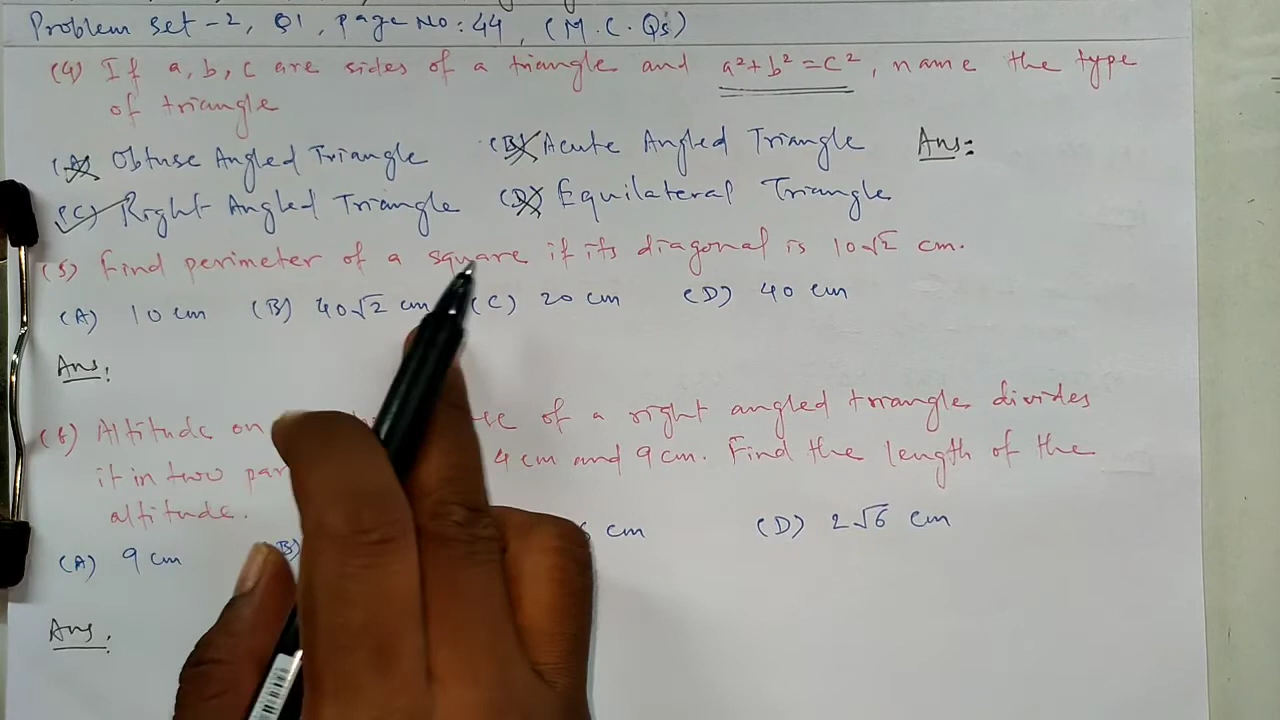 Problem set-2, Q1, page No: 44, (M.C.Qs)
(4) If a, b, c are sides of a triangle and a²+b²=c², name the type
of triangle
(A) Obtuse Angled Triangle (B) Acute Angled Triangle Ans:
(C) Right Angled Triangle (D) Equilateral Triangle
(5) Find perimeter of a square if its diagonal is 10√2 cm.
(A) 10 cm (B) 40√2 cm (C) 20 cm (D) 40 cm
Ans:
(6) Altitude on of a right angled triangle divides
it in two 4 cm and 9 cm. Find the length of the
altitude.
(A) 9 cm (B) cm (D) 2√6 cm
Ans.